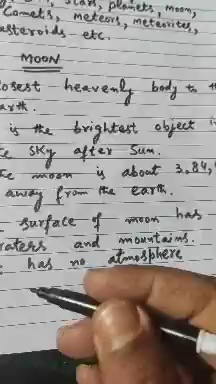 stars, planets, moon,
comets, meteors, meteorites,
asteroids etc.
MOON
closest heavenly body to
earth.
is the brightest object
sky after Sun.
moon is about 3,84,
away from the earth.
surface of moon has
craters and mountains.
has no atmosphere